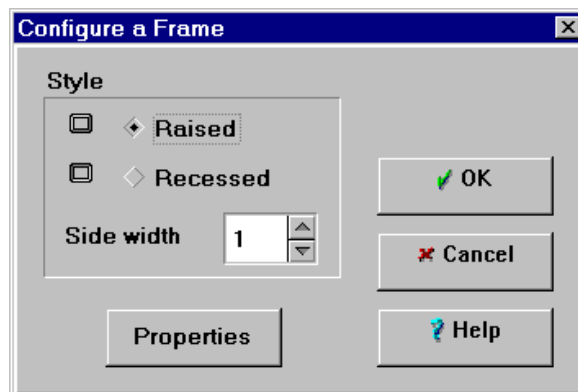 Configure a Frame
Style
Raised
Recessed
Side width 1
OK
Cancel
Properties
Help